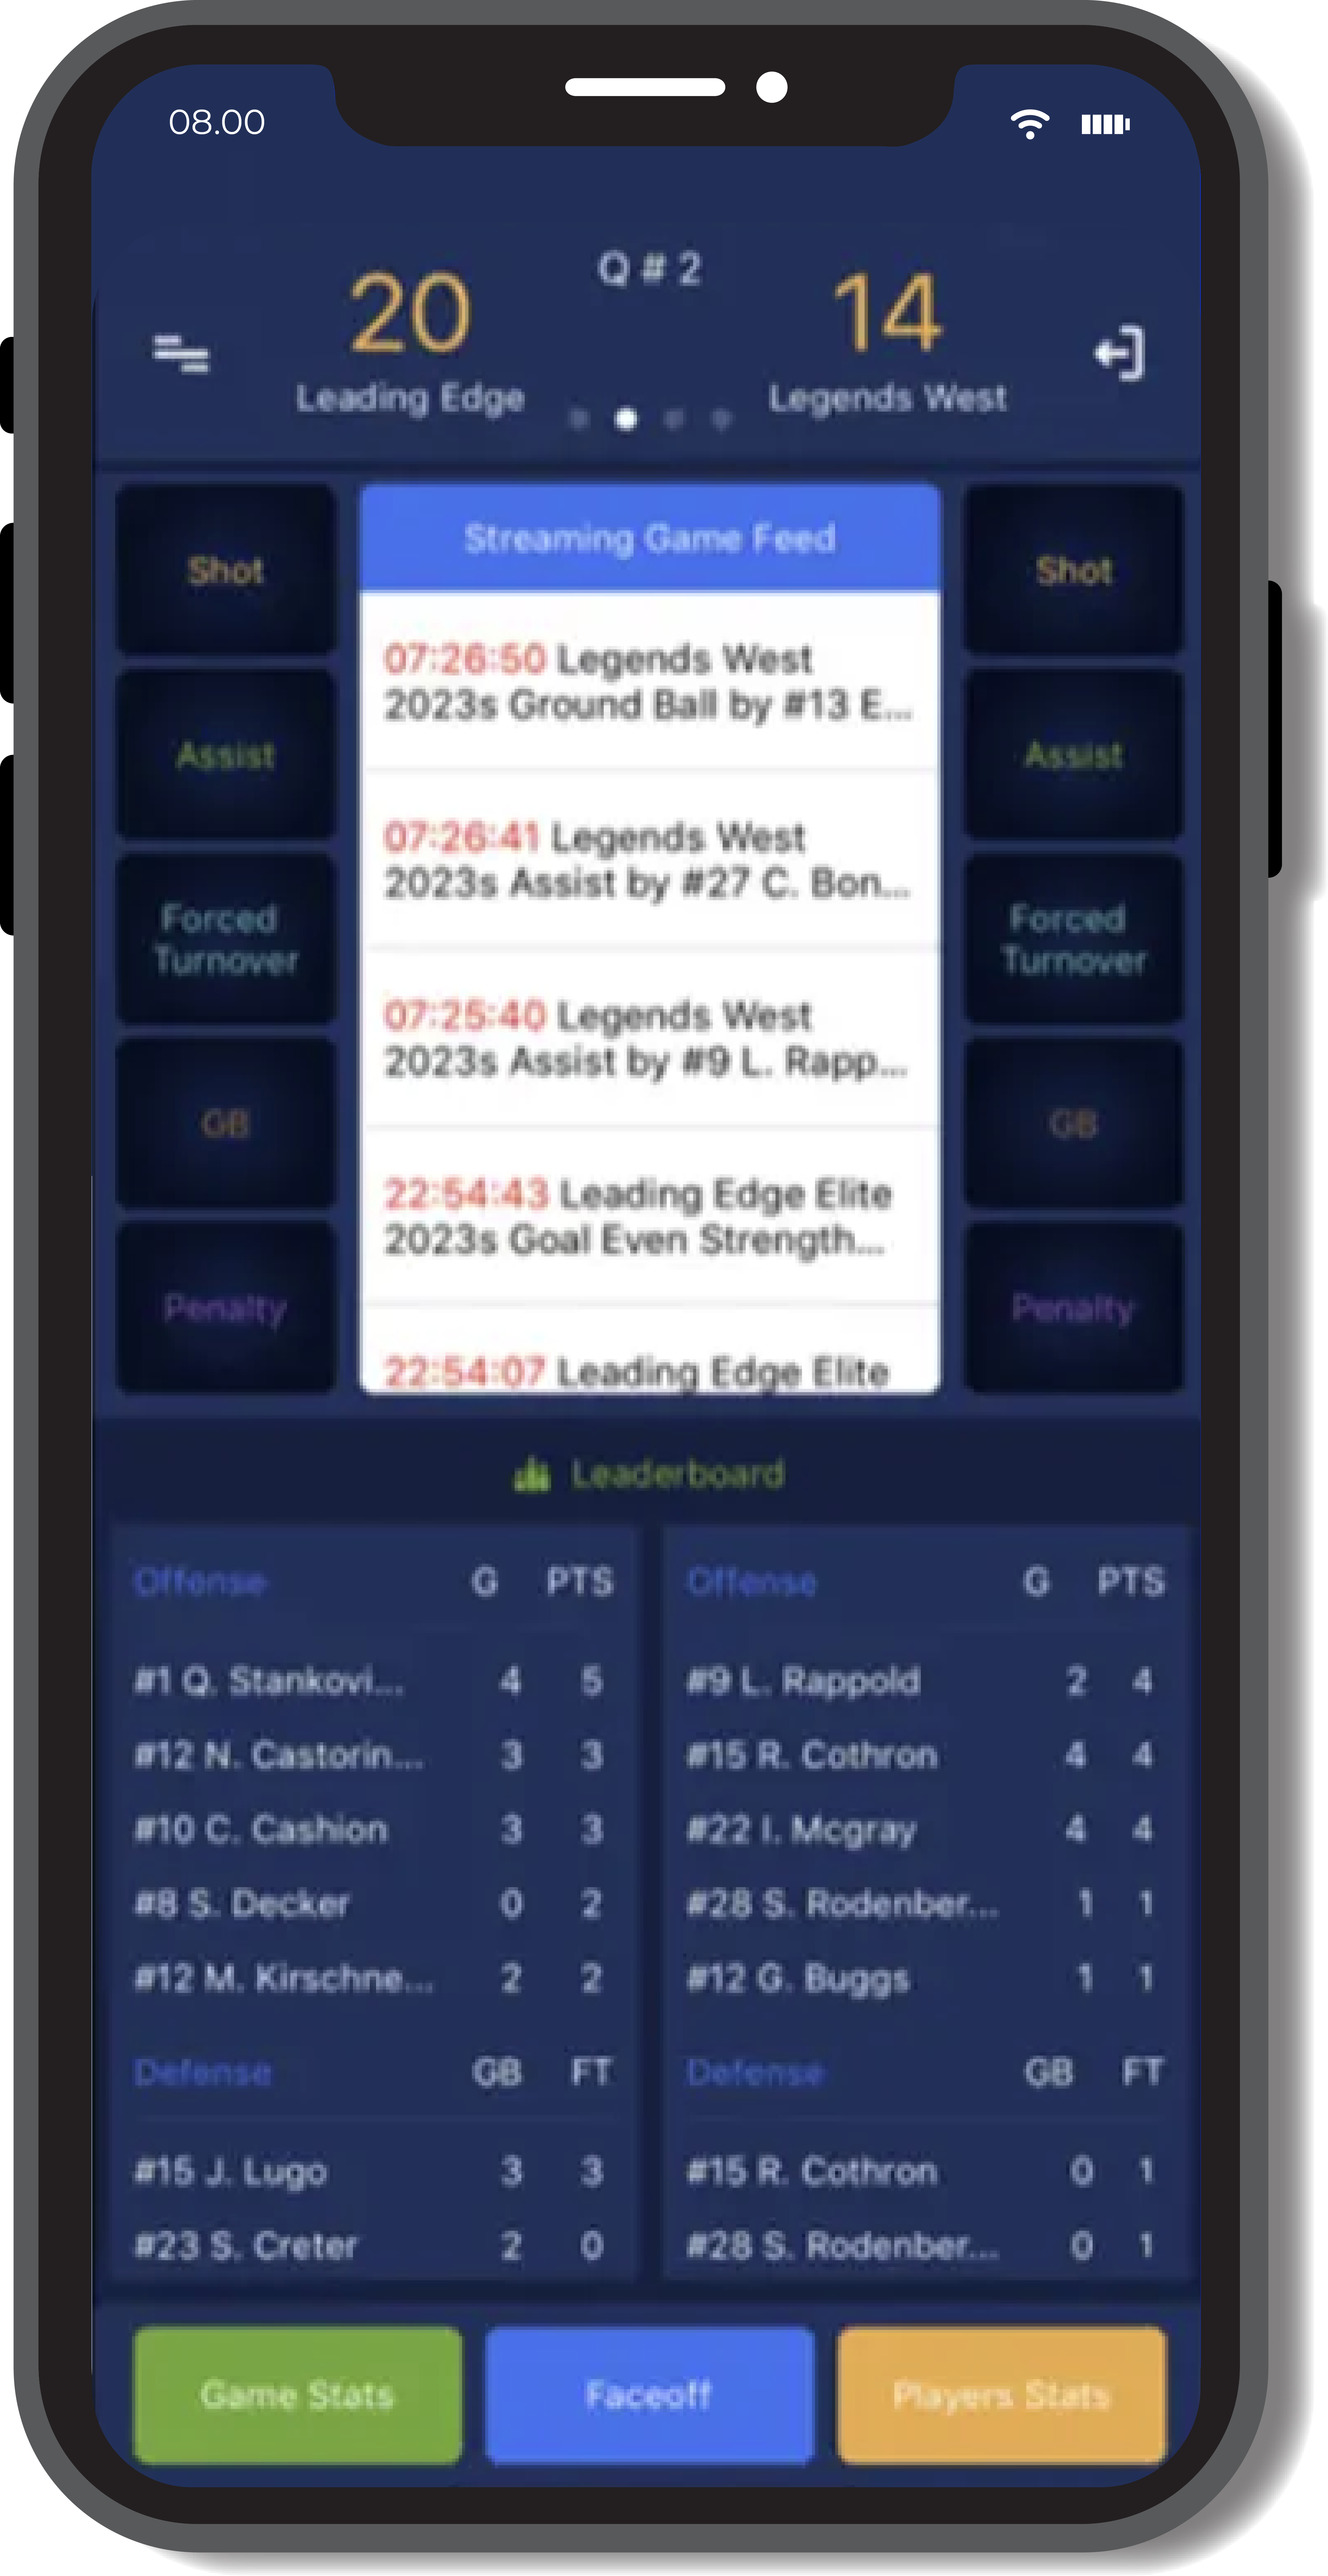 08.00
Q # 2
20
14
Leading Edge
Legends West
Shot
Assist
Forced
Turnover
GB
Penalty
Streaming Game Feed
07:26:50 Legends West
2023s Ground Ball by #13 E...
07:26:41 Legends West
2023s Assist by #27 C. Bon...
07:25:40 Legends West
2023s Assist by #9 L. Rapp...
22:54:43 Leading Edge Elite
2023s Goal Even Strength...
22:54:07 Leading Edge Elite
Shot
Assist
Forced
Turnover
GB
Penalty
Leaderboard
Offense G PTS
#1 Q. Stankovi... 4 5
#12 N. Castorin... 3 3
#10 C. Cashion 3 3
#8 S. Decker 0 2
#12 M. Kirschne... 2 2
Defense GB FT
#15 J. Lugo 3 3
#23 S. Creter 2 0
Offense G PTS
#9 L. Rappold 2 4
#15 R. Cothron 4 4
#22 I. Mcgray 4 4
#28 S. Rodenber... 1 1
#12 G. Buggs 1 1
Defense GB FT
#15 R. Cothron 0 1
#28 S. Rodenber... 0 1
Game Stats
Faceoff
Players Stats